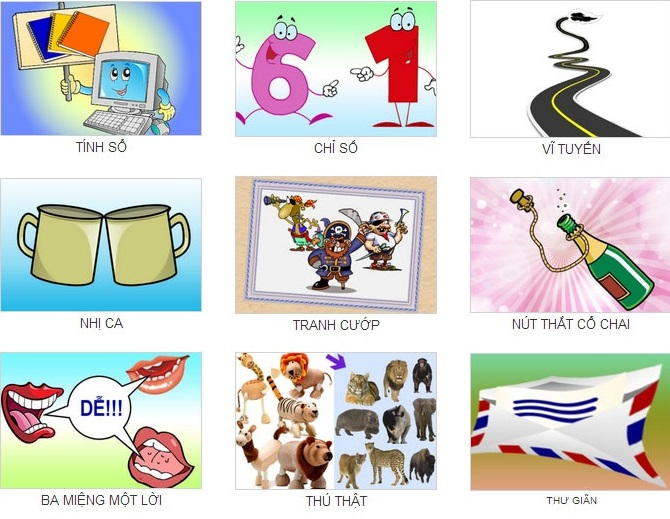 TỈNH SỐ
CHỈ SỐ
VĨ TUYẾN
NHỊ CA
TRANH CƯỚP
NÚT THẮT CỔ CHAI
DỄ!!!
BA MIỆNG MỘT LỜI
THÚ THẬT
THƯ GIÃN